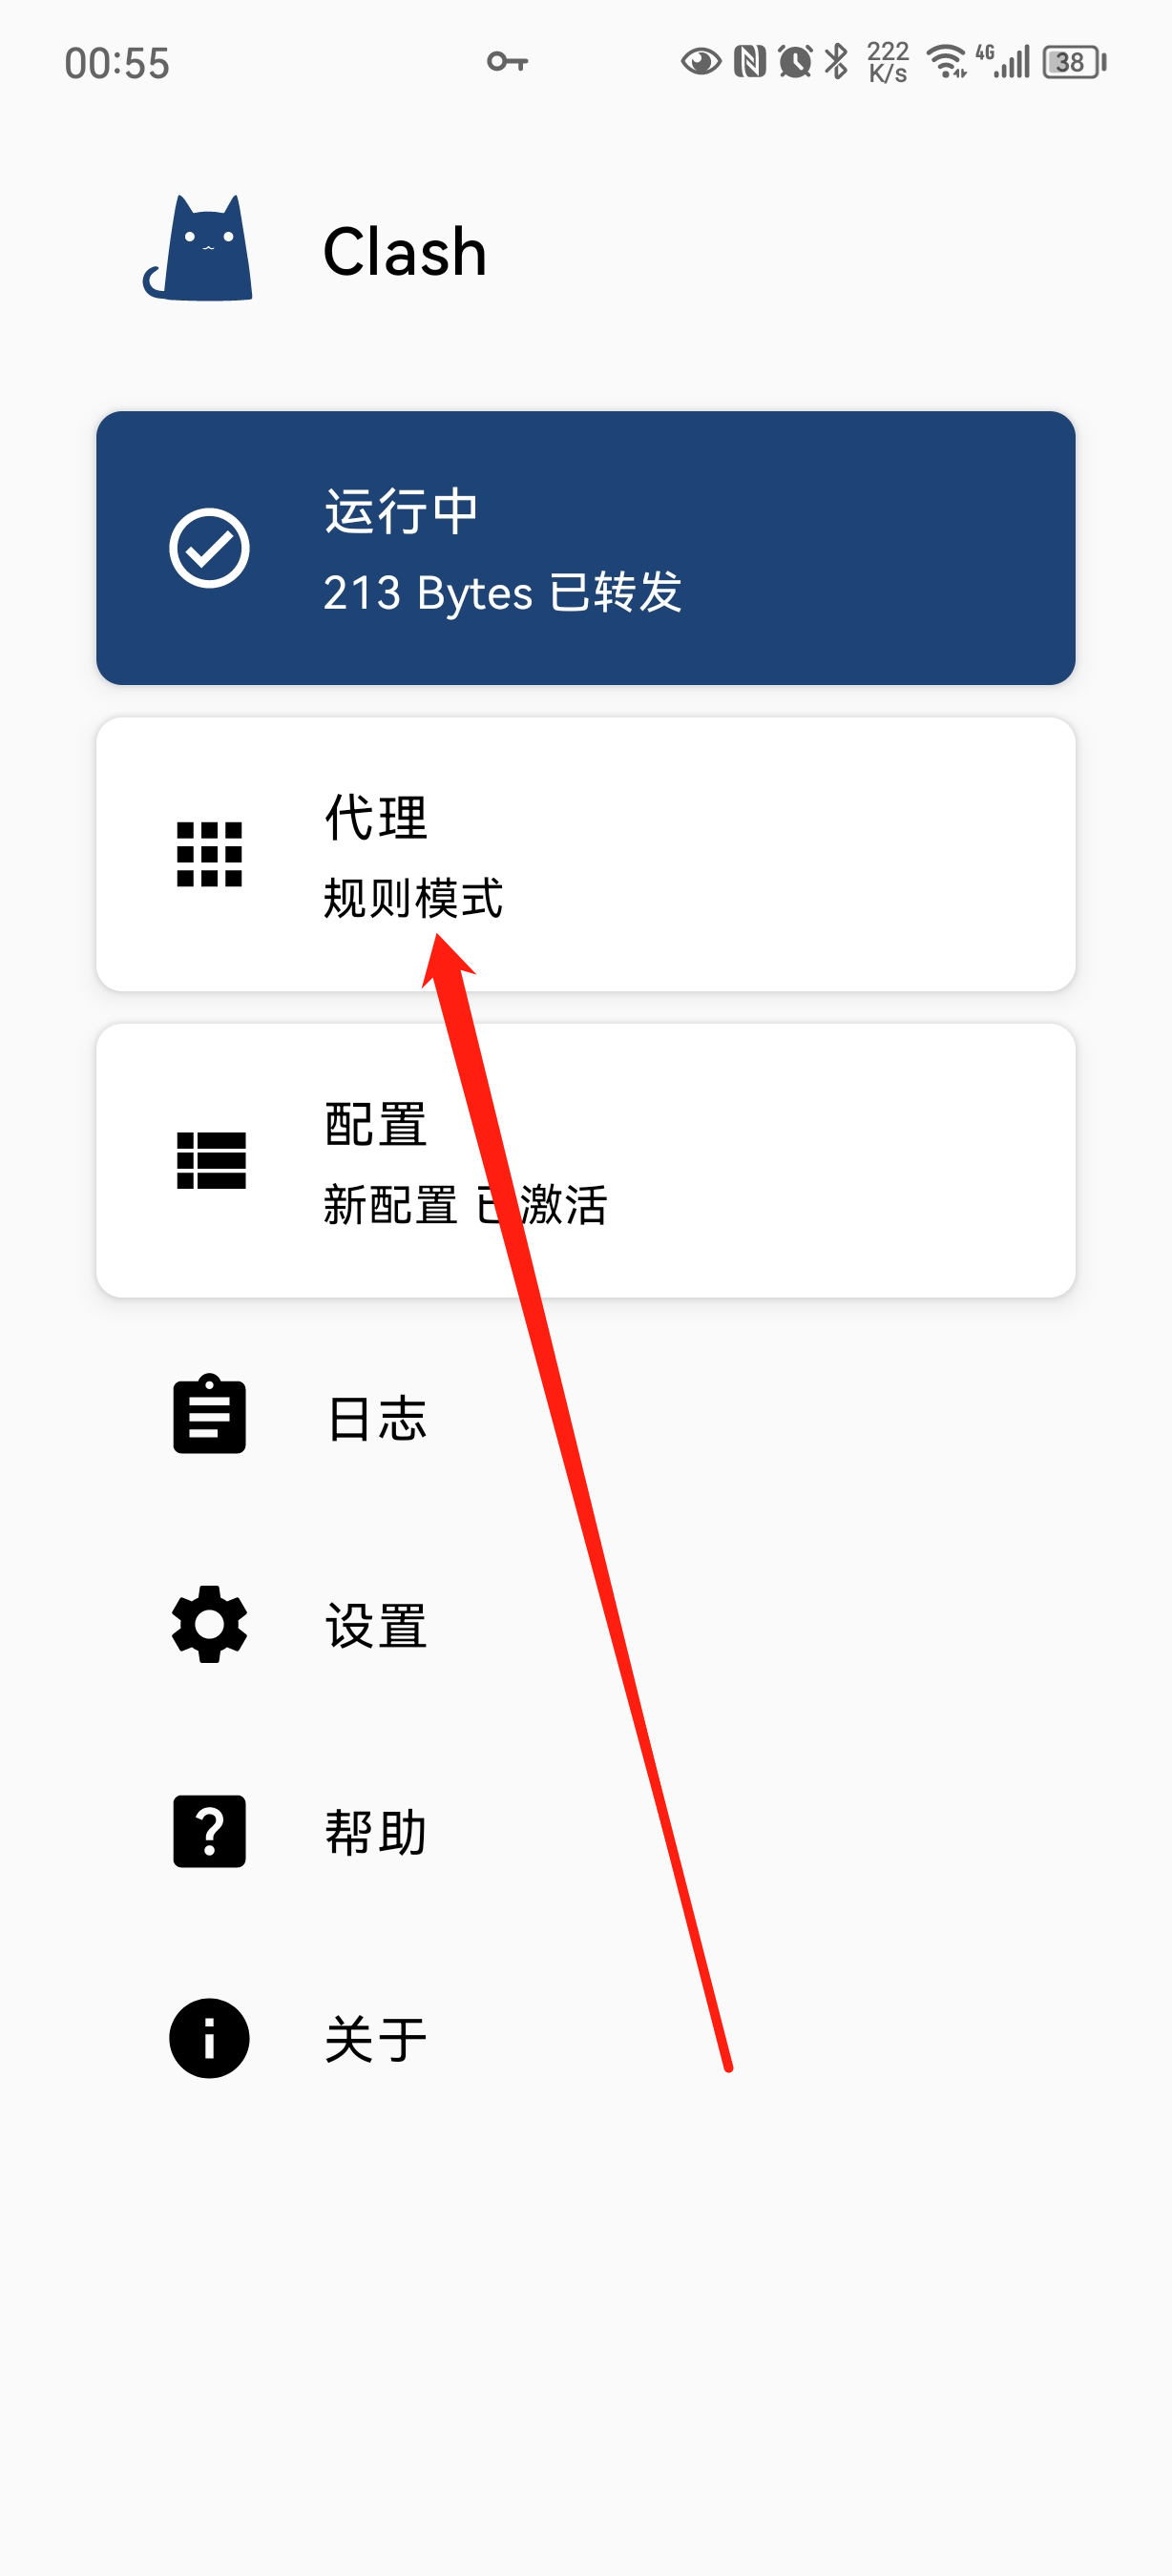 00:55
222
K/s
4G
38
Clash
运行中
213 Bytes 已转发
代理
规则模式
配置
新配置 已激活
日志
设置
帮助
关于